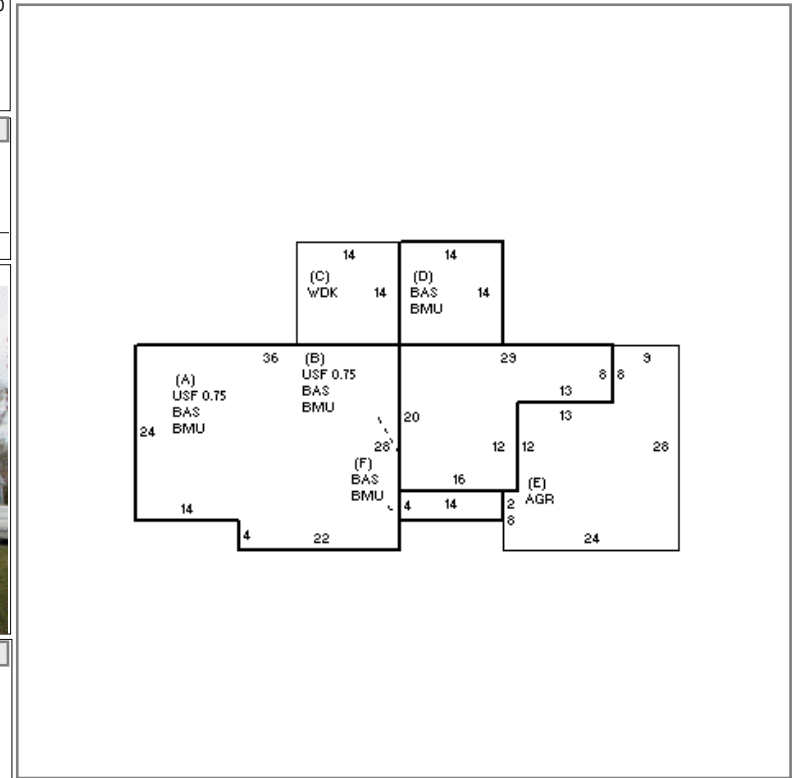 14
14
(C)
WDK
14
(D)
BAS
BMU
14
36
(B)
USF 0.75
BAS
BMU
29
9
8
8
13
13
(A)
USF 0.75
BAS
BMU
24
20
28
12
12
28
(F)
BAS
BMU
16
(E)
AGR
14
4
14
2
8
4
22
24